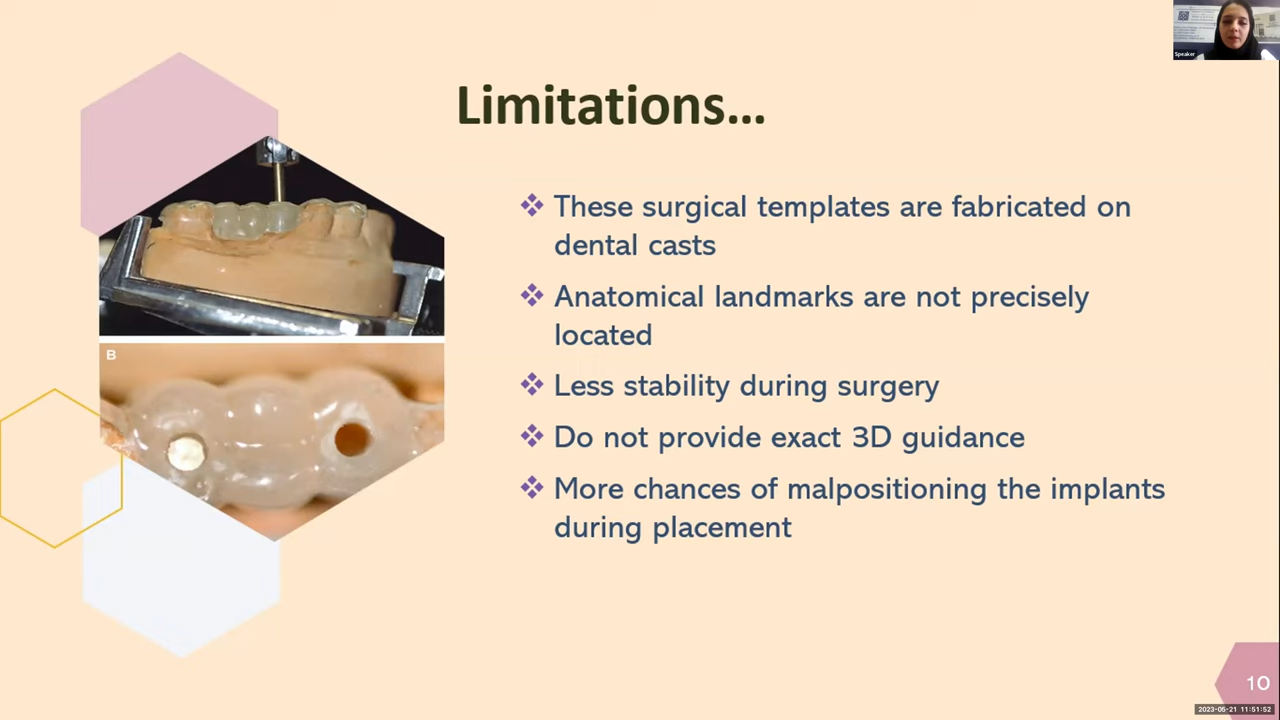 Speaker
Limitations...
❖ These surgical templates are fabricated on
dental casts
❖ Anatomical landmarks are not precisely
located
❖ Less stability during surgery
❖ Do not provide exact 3D guidance
❖ More chances of malpositioning the implants
during placement
B
10
2023-05-21 11:51:52